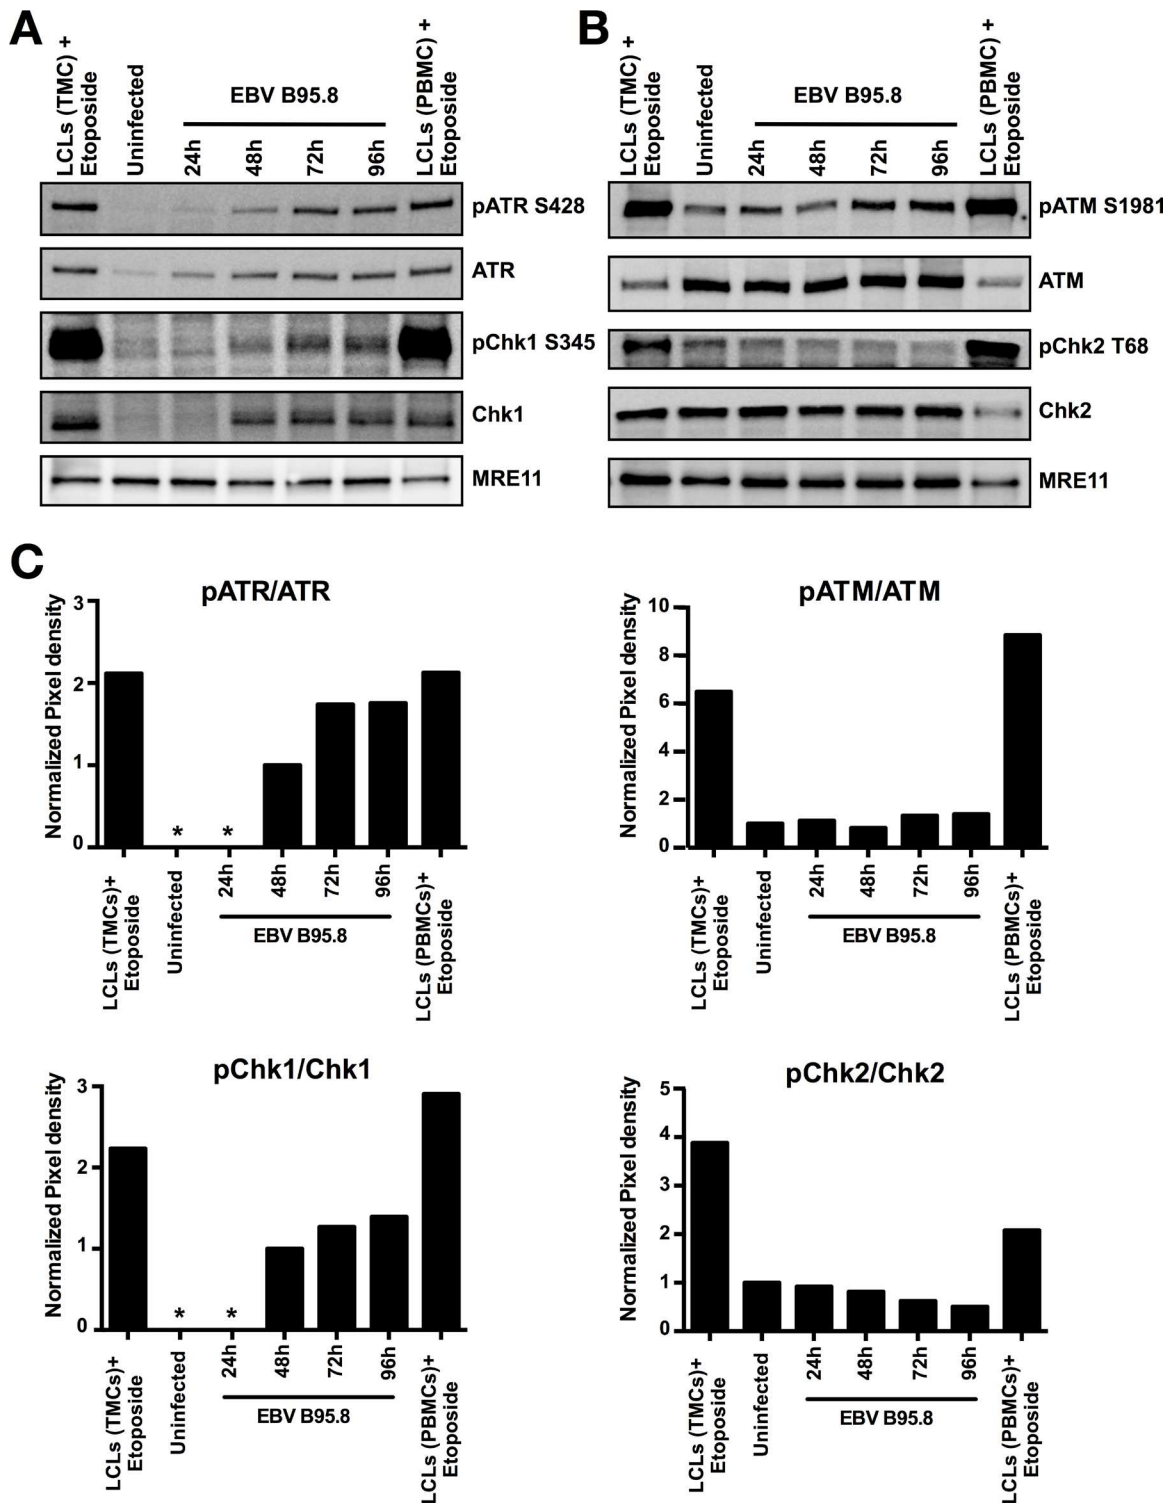 A
LCLs (TMC) +
Etoposide
Uninfected
EBV B95.8
24h
48h
72h
96h
LCLs (PBMC) +
Etoposide
pATR S428
ATR
pChk1 S345
Chk1
MRE11
B
LCLs (TMC) +
Etoposide
Uninfected
EBV B95.8
24h
48h
72h
96h
LCLs (PBMC) +
Etoposide
pATM S1981
ATM
pChk2 T68
Chk2
MRE11
C
pATR/ATR
Normalized Pixel density
3
2
1
0
* *
LCLs (TMCs)+
Etoposide
Uninfected
24h
48h
72h
96h
EBV B95.8
LCLs (PBMCs)+
Etoposide
pATM/ATM
Normalized Pixel density
10
8
6
4
2
0
LCLs (TMCs)+
Etoposide
Uninfected
24h
48h
72h
96h
EBV B95.8
LCLs (PBMCs)+
Etoposide
pChk1/Chk1
Normalized Pixel density
3
2
1
0
* *
LCLs (TMCs)+
Etoposide
Uninfected
24h
48h
72h
96h
EBV B95.8
LCLs (PBMCs)+
Etoposide
pChk2/Chk2
Normalized Pixel density
5
4
3
2
1
0
LCLs (TMCs)+
Etoposide
Uninfected
24h
48h
72h
96h
EBV B95.8
LCLs (PBMCs)+
Etoposide